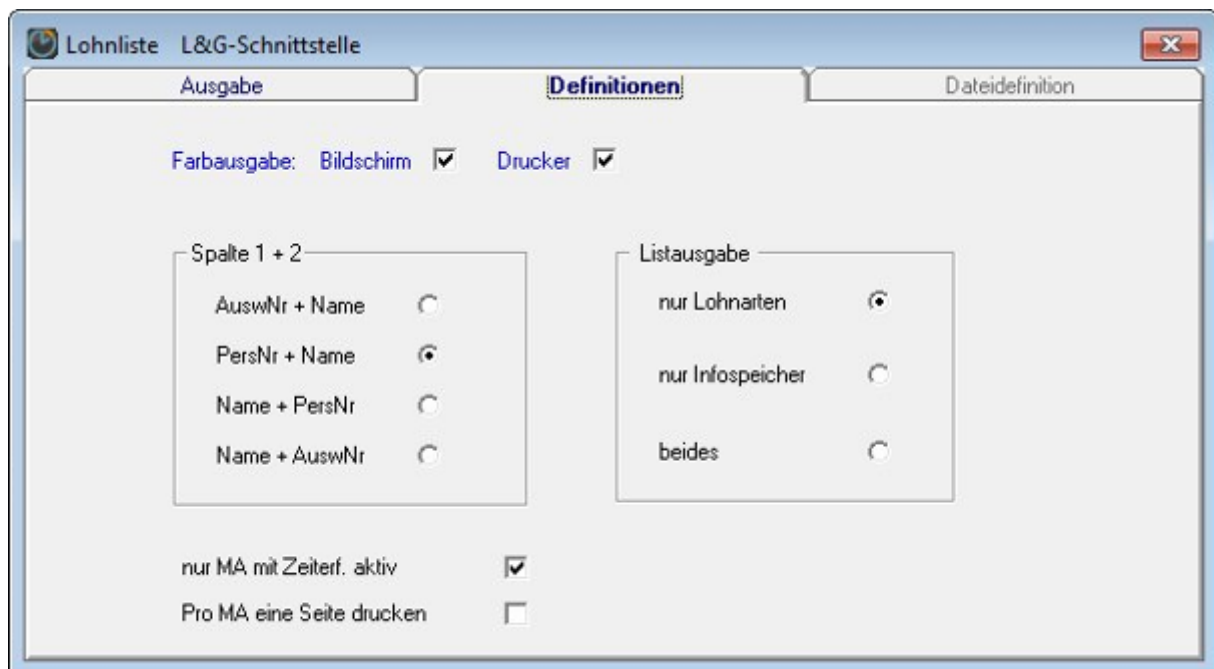 Lohnliste L&G-Schnittstelle
Ausgabe Definitionen Dateidefinition
Farbausgabe: Bildschirm Drucker
Spalte 1 + 2
AuswNr + Name
PersNr + Name
Name + PersNr
Name + AuswNr
Listausgabe
nur Lohnarten
nur Infospeicher
beides
nur MA mit Zeiterf. aktiv
Pro MA eine Seite drucken